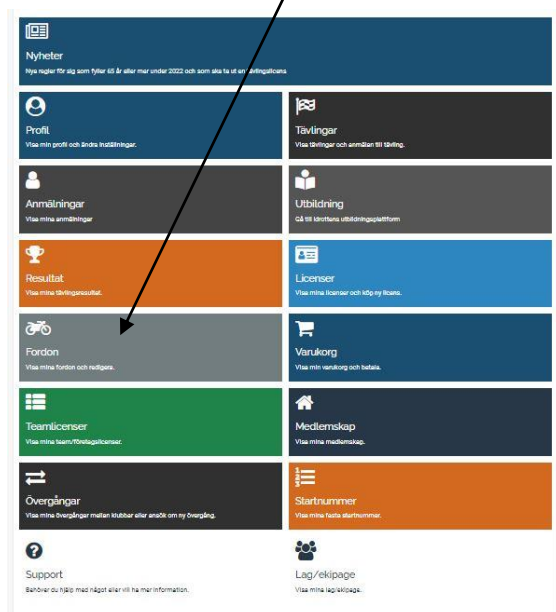 Nyheter
Nya regler för sig som fyller 65 år eller mer under 2022 och som ska ta ut en tävlingslicens
Profil
Visa min profil och ändra inställningar.
Tävlingar
Visa tävlingar och anmälan till tävling.
Anmälningar
Visa mina anmälningar
Utbildning
Gå till Idrottens utbildningsplattform
Resultat
Visa mina tävlingsresultat.
Licenser
Visa mina licenser och köp ny licens.
Fordon
Visa mina fordon och redigera.
Varukorg
Visa min varukorg och betala.
Teamlicenser
Visa mina team/företagslicenser.
Medlemskap
Visa mina medlemskap.
Övergångar
Visa mina övergångar mellan klubbar eller ansök om ny övergång.
Startnummer
Visa mina fasta startnummer.
Support
Behöver du hjälp med något eller vill ha mer information.
Lag/ekipage
Visa mina lag/ekipage.